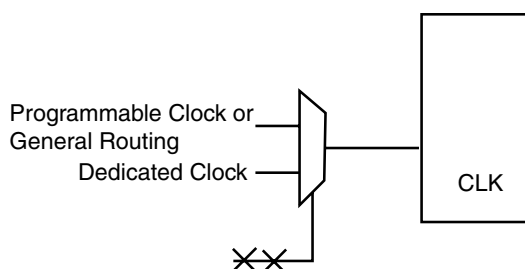 Programmable Clock or
General Routing
Dedicated Clock
CLK